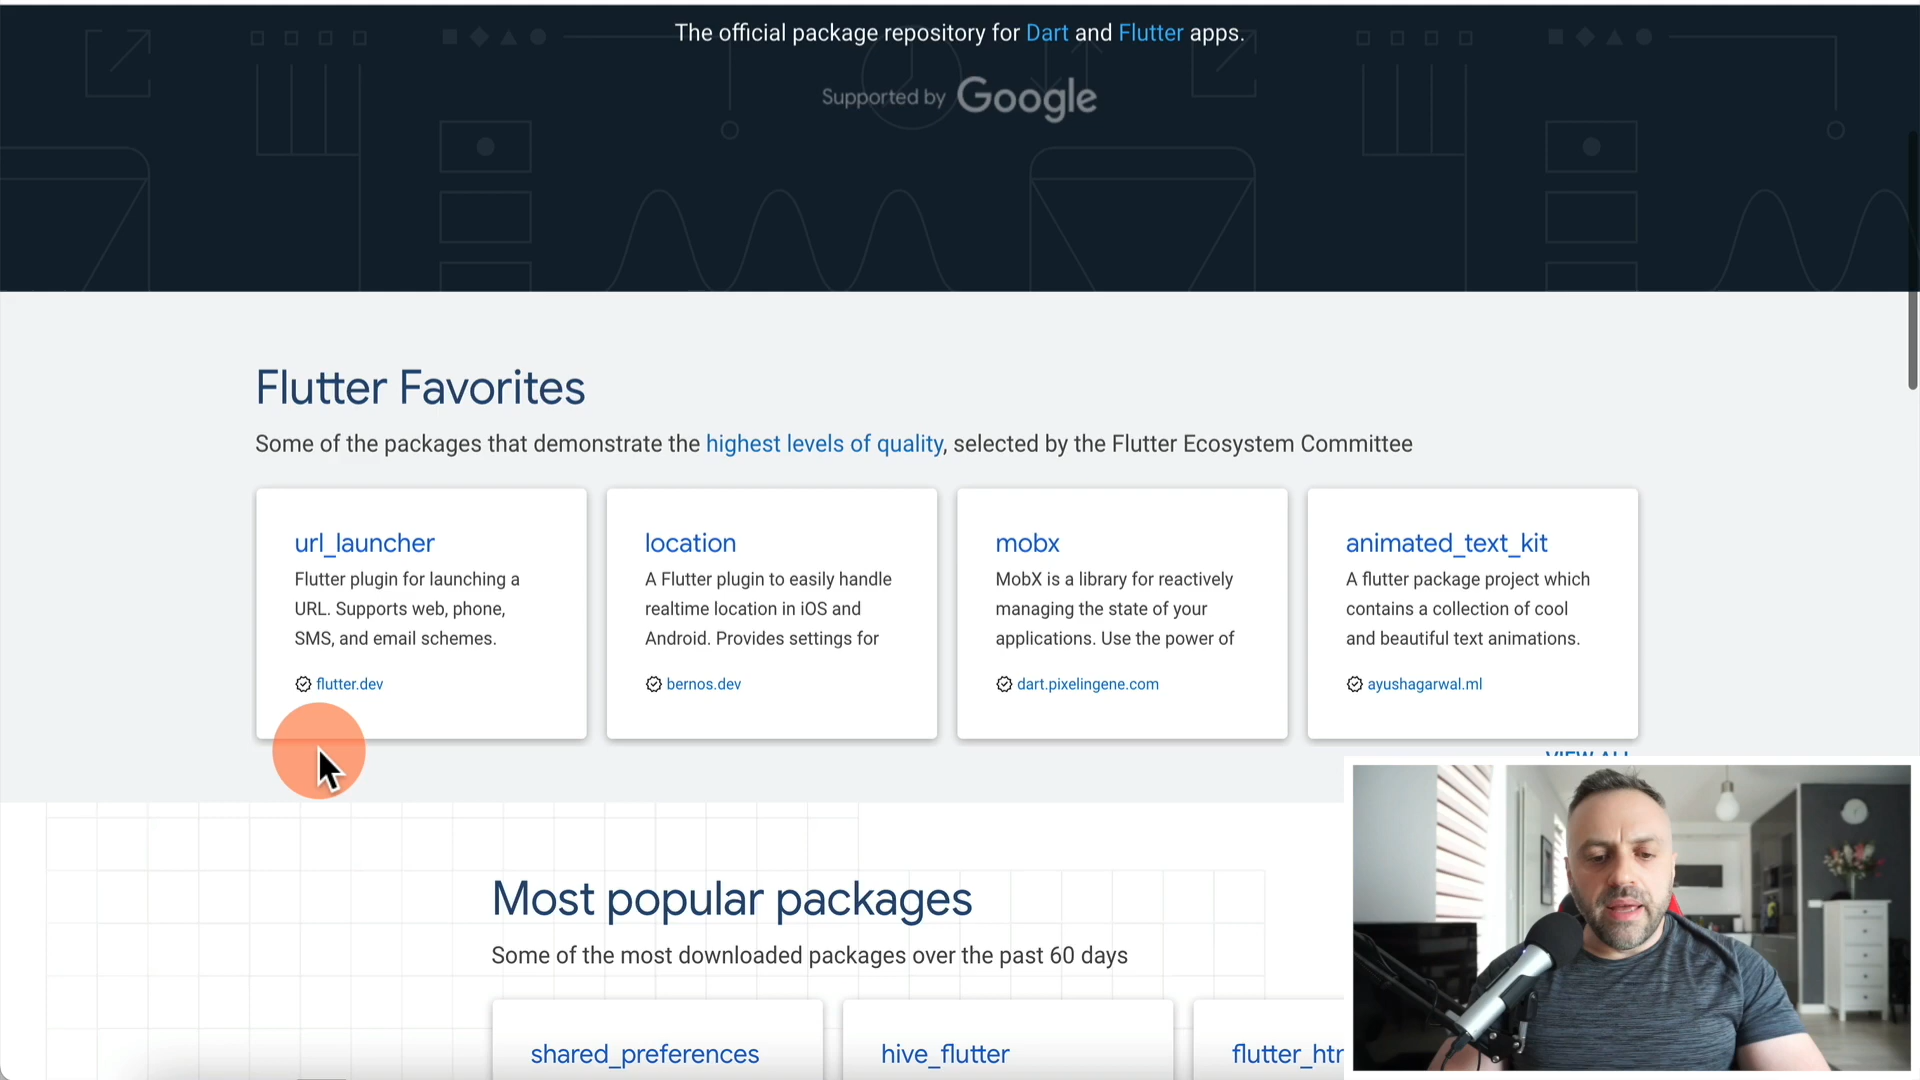 The official package repository for Dart and Flutter apps.
Supported by Google
Flutter Favorites
Some of the packages that demonstrate the highest levels of quality, selected by the Flutter Ecosystem Committee
url_launcher
Flutter plugin for launching a
URL. Supports web, phone,
SMS, and email schemes.
flutter.dev
location
A Flutter plugin to easily handle
realtime location in iOS and
Android. Provides settings for
bernos.dev
mobx
MobX is a library for reactively
managing the state of your
applications. Use the power of
dart.pixelingene.com
animated_text_kit
A flutter package project which
contains a collection of cool
and beautiful text animations.
ayushagarwal.ml
VIEW ALL
Most popular packages
Some of the most downloaded packages over the past 60 days
shared_preferences
hive_flutter